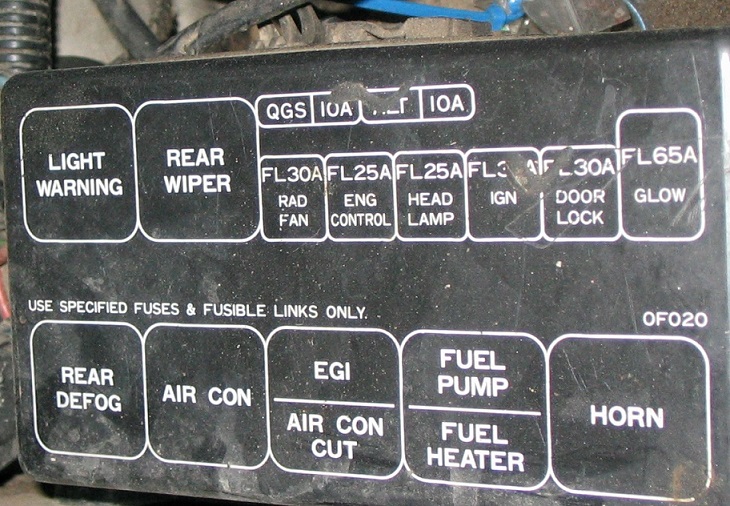 QGS 10A 10A
LIGHT
WARNING
REAR
WIPER
FL30A
RAD
FAN
FL25A
ENG
CONTROL
FL25A
HEAD
LAMP
IGN
FL30A
DOOR
LOCK
FL65A
GLOW
USE SPECIFIED FUSES & FUSIBLE LINKS ONLY.
0F020
REAR
DEFOG
AIR CON
EGI
AIR CON
CUT
FUEL
PUMP
FUEL
HEATER
HORN